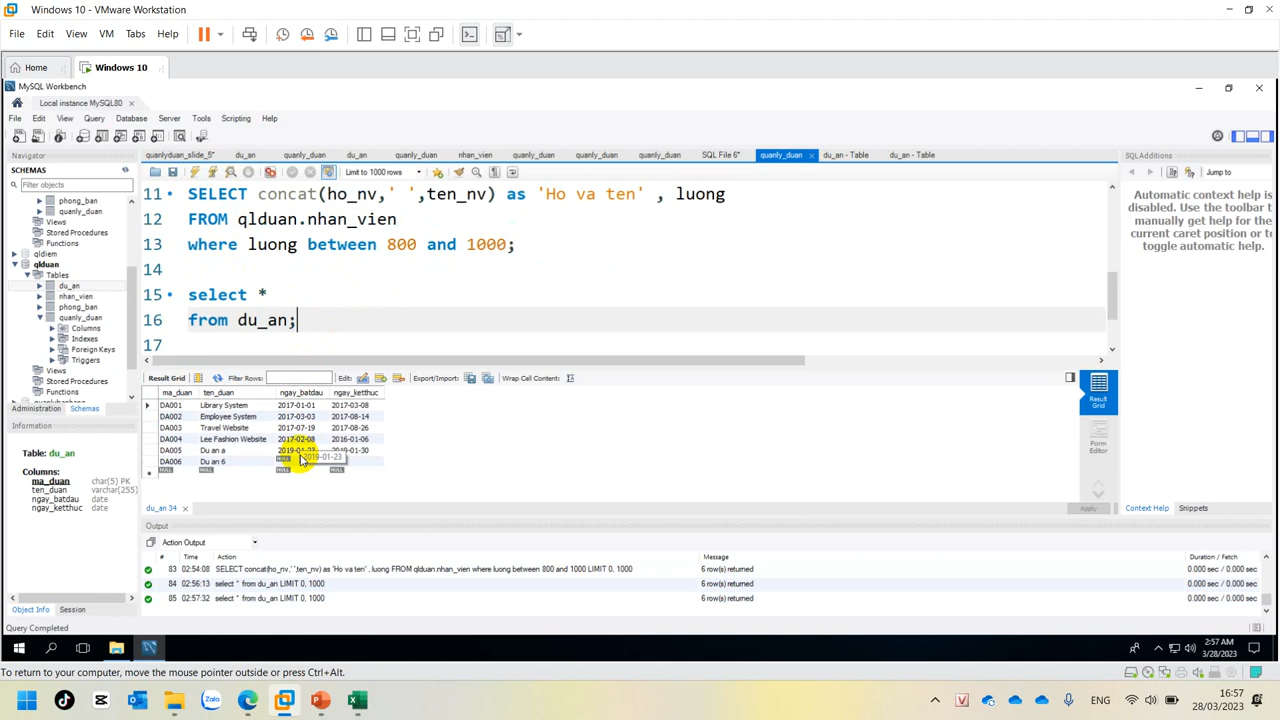 Windows 10 - VMware Workstation
File Edit View VM Tabs Help
Home Windows 10
MySQL Workbench
Local instance MySQL80
File Edit View Query Database Server Tools Scripting Help
Navigator
quanlyduan_slide_5* du_an quanly_duan du_an quanly_duan nhan_vien quanly_duan quanly_duan quanly_duan SQL File 6* quanly_duan du_an - Table du_an - Table
SQLAdditions
SCHEMAS
Filter objects
Limit to 1000 rows
Jump to
phong_ban
quanly_duan
Views
Stored Procedures
Functions
qldiem
qlduan
Tables
du_an
nhan_vien
phong_ban
quanly_duan
Columns
Indexes
Foreign Keys
Triggers
Views
Stored Procedures
Functions
Administration Schemas
Information
Table: du_an
Columns:
ma_duan char(5) PK
ten_duan varchar(255)
ngay_batdau date
ngay_ketthuc date
Object Info Session
11 SELECT concat(ho_nv,' ',ten_nv) as 'Ho va ten' , luong
12 FROM qlduan.nhan_vien
13 where luong between 800 and 1000;
14
15 select *
16 from du_an;
17
Automatic context help is
disabled. Use the toolbar to
manually get help for the
current caret position or to
toggle automatic help.
Result Grid Filter Rows: Edit: Export/Import: Wrap Cell Content:
ma_duan ten_duan ngay_batdau ngay_ketthuc
DA001 Library System 2017-01-01 2017-03-08
DA002 Employee System 2017-03-03 2017-08-14
DA003 Travel Website 2017-07-19 2017-08-26
DA004 Lee Fashion Website 2017-02-08 2016-01-06
DA005 Du an a 2019-01-23 2019-01-30
DA006 Du an 6 NULL
NULL NULL NULL NULL
2019-01-23
Result
Grid
Form
Editor
du_an 34
Apply
Context Help Snippets
Output
Action Output
# Time Action Message Duration / Fetch
83 02:54:08 SELECT concat(ho_nv,' ',ten_nv) as 'Ho va ten' , luong FROM qlduan.nhan_vien where luong between 800 and 1000 LIMIT 0, 1000 6 row(s) returned 0.000 sec / 0.000 sec
84 02:56:13 select * from du_an LIMIT 0, 1000 6 row(s) returned 0.000 sec / 0.000 sec
85 02:57:32 select * from du_an LIMIT 0, 1000 6 row(s) returned 0.000 sec / 0.000 sec
Query Completed
2:57 AM
3/28/2023
To return to your computer, move the mouse pointer outside or press Ctrl+Alt.
Zalo
ENG
16:57
28/03/2023